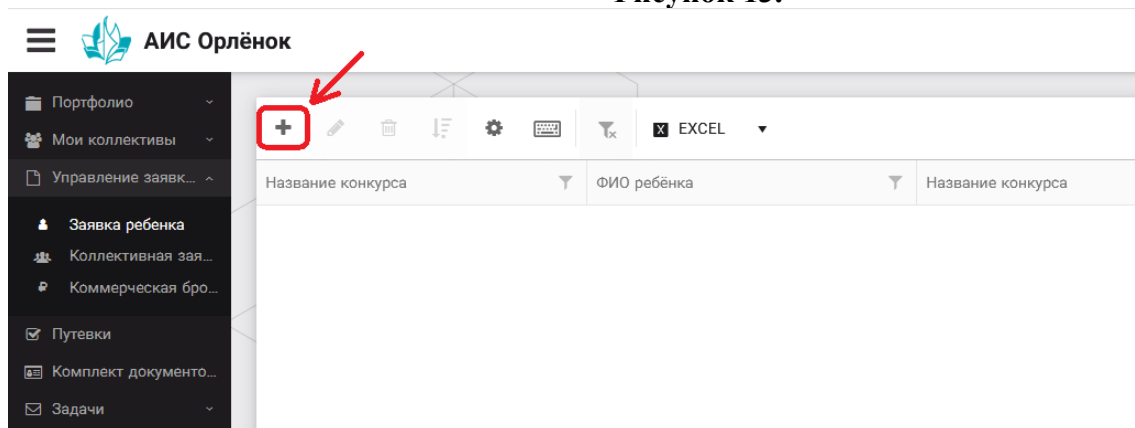 АИС Орлёнок
Портфолио
Мои коллективы
Управление заявк...
Заявка ребенка
Коллективная зая...
Коммерческая бро...
Путевки
Комплект документо...
Задачи
EXCEL
Название конкурса ФИО ребёнка Название конкурса